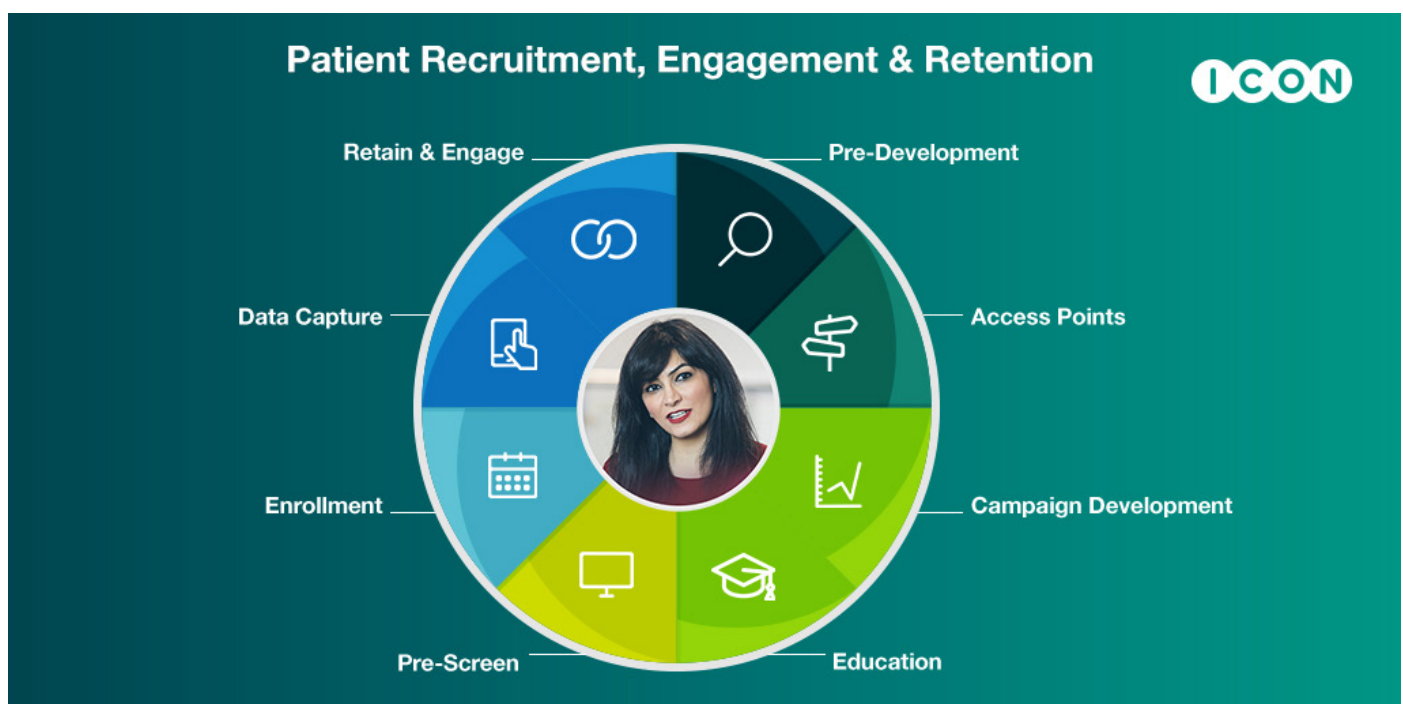 Patient Recruitment, Engagement & Retention
ICON
Retain & Engage
Pre-Development
Data Capture
Access Points
Enrollment
Campaign Development
Pre-Screen
Education